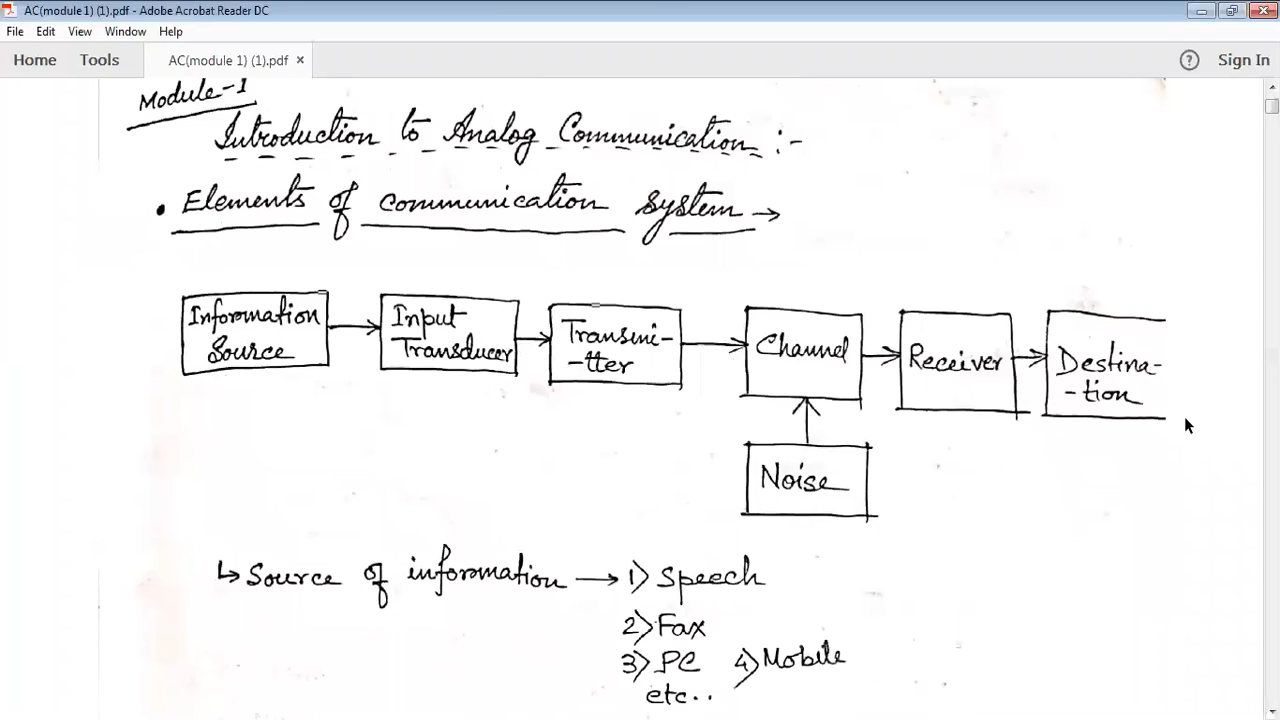 AC(module 1) (1).pdf - Adobe Acrobat Reader DC
File Edit View Window Help
Home Tools AC(module 1) (1).pdf × ? Sign In
Module-1
Introduction to Analog Communication :-
• Elements of communication system →
Information
Source
Input
Transducer
Transmi-
-tter
Channel
Receiver
Destina-
-tion
Noise
↳ Source of information → 1) Speech
2) Fax
3) PC 4) Mobile
etc..